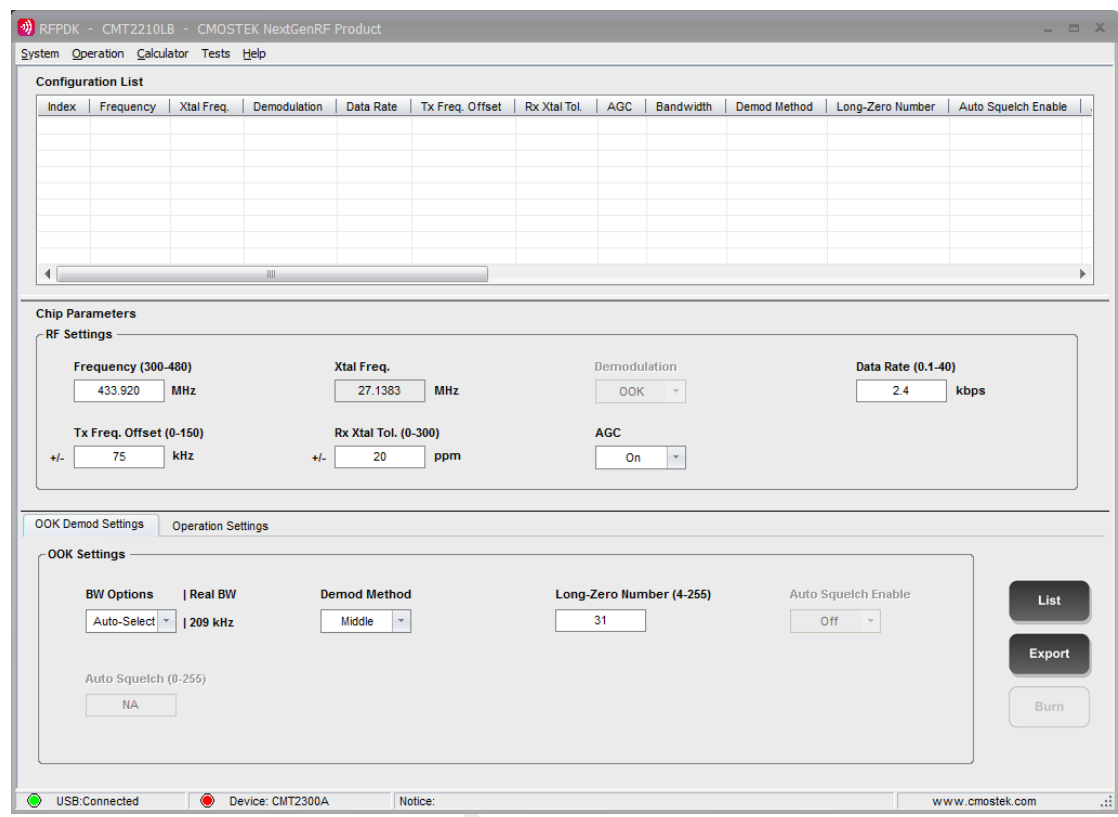 RFPDK - CMT2210LB - CMOSTEK NextGenRF Product
System Operation Calculator Tests Help
Configuration List
Index Frequency Xtal Freq. Demodulation Data Rate Tx Freq. Offset Rx Xtal Tol. AGC Bandwidth Demod Method Long-Zero Number Auto Squelch Enable
Chip Parameters
RF Settings
Frequency (300-480) Xtal Freq. Demodulation Data Rate (0.1-40)
433.920 MHz 27.1383 MHz OOK 2.4 kbps
Tx Freq. Offset (0-150) Rx Xtal Tol. (0-300) AGC
+/- 75 kHz +/- 20 ppm On
OOK Demod Settings Operation Settings
OOK Settings
BW Options | Real BW Demod Method Long-Zero Number (4-255) Auto Squelch Enable
Auto-Select | 209 kHz Middle 31 Off
List
Export
Auto Squelch (0-255)
NA
Burn
USB:Connected Device: CMT2300A Notice: www.cmostek.com